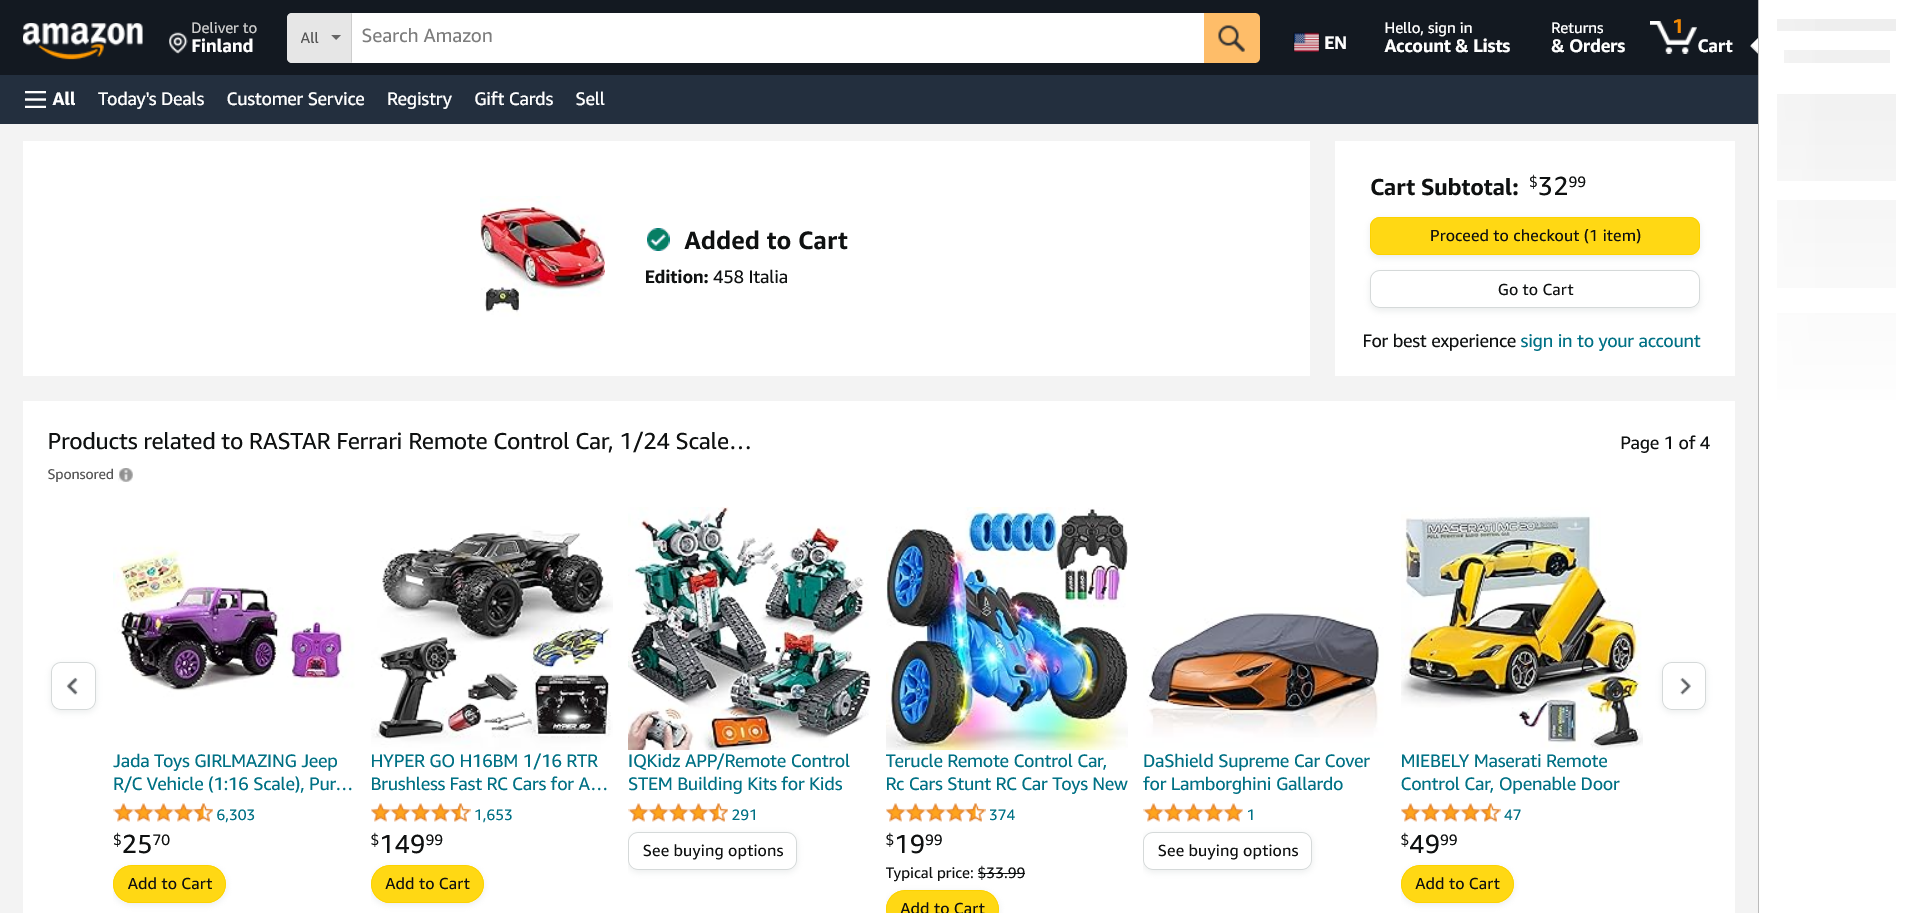 amazon
Deliver to
Finland
All
Search Amazon
EN
Hello, sign in
Account & Lists
Returns
& Orders
1
Cart
All
Today's Deals
Customer Service
Registry
Gift Cards
Sell
Added to Cart
Edition: 458 Italia
Cart Subtotal: $32.99
Proceed to checkout (1 item)
Go to Cart
For best experience sign in to your account
Products related to RASTAR Ferrari Remote Control Car, 1/24 Scale…
Page 1 of 4
Sponsored
MASERATI MC20
HYPER GO
Jada Toys GIRLMAZING Jeep
R/C Vehicle (1:16 Scale), Pur…
6,303
$25.70
Add to Cart
HYPER GO H16BM 1/16 RTR
Brushless Fast RC Cars for A…
1,653
$149.99
Add to Cart
IQKidz APP/Remote Control
STEM Building Kits for Kids
291
See buying options
Terucle Remote Control Car,
Rc Cars Stunt RC Car Toys New
374
$19.99
Typical price: $33.99
Add to Cart
DaShield Supreme Car Cover
for Lamborghini Gallardo
1
See buying options
MIEBELY Maserati Remote
Control Car, Openable Door
47
$49.99
Add to Cart